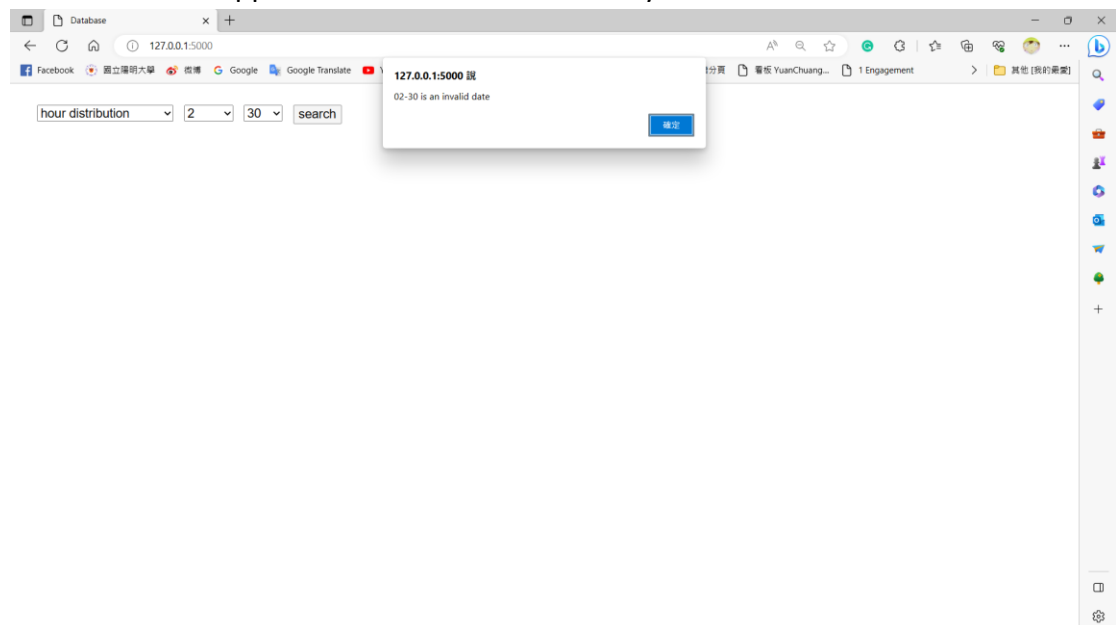 Database
127.0.0.1:5000
Facebook 國立陽明大學 微博 Google Google Translate 分頁 看板 YuanChuang... 1 Engagement 其他 [我的最愛]
127.0.0.1:5000 說
02-30 is an invalid date
確定
hour distribution 2 30 search